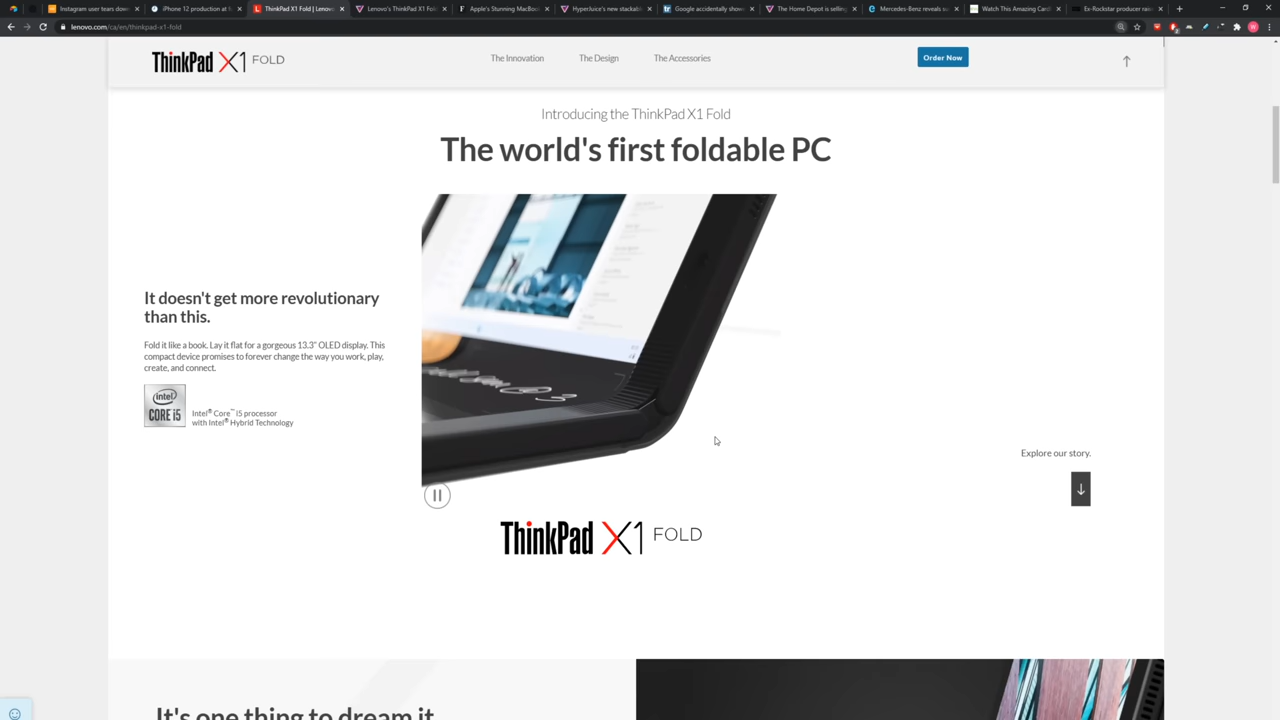 Instagram user tears down
iPhone 12 production at
ThinkPad X1 Fold | Lenovo
Lenovo's ThinkPad X1 Fol
Apple's Stunning MacBoo
HyperJuice's new stackabl
Google accidentally show
The Home Depot is selling
Mercedes-Benz reveals s
Watch This Amazing Card
Ex-Rockstar producer rai
lenovo.com/ca/en/thinkpad-x1-fold
ThinkPad X1 FOLD
The Innovation
The Design
The Accessories
Order Now
Introducing the ThinkPad X1 Fold
The world's first foldable PC
It doesn't get more revolutionary
than this.
Fold it like a book. Lay it flat for a gorgeous 13.3" OLED display. This
compact device promises to forever change the way you work, play,
create, and connect.
intel
CORE i5
Intel® Core™ i5 processor
with Intel® Hybrid Technology
Explore our story.
ThinkPad X1 FOLD
It's one thing to dream it